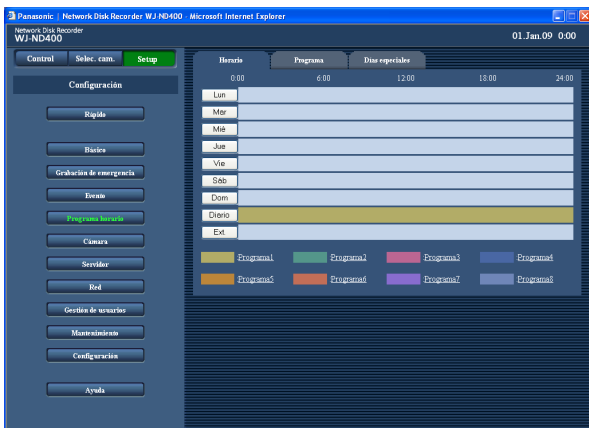 Panasonic | Network Disk Recorder WJ-ND400 - Microsoft Internet Explorer
Network Disk Recorder
WJ-ND400
01.Jan.09 0:00
Control Selec. cam. Setup
Configuración
Rápido
Básico
Grabación de emergencia
Evento
Programa horario
Cámara
Servidor
Red
Gestión de usuarios
Mantenimiento
Configuración
Ayuda
Horario Programa Días especiales
0:00 6:00 12:00 18:00 24:00
Lun
Mar
Mié
Jue
Vie
Sáb
Dom
Diario
Ext.
Programa1 Programa2 Programa3 Programa4
Programa5 Programa6 Programa7 Programa8